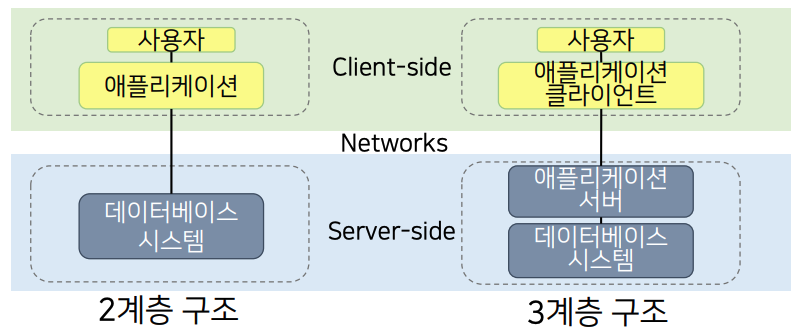 사용자
애플리케이션
데이터베이스
시스템
2계층 구조
Client-side
Networks
Server-side
사용자
애플리케이션
클라이언트
애플리케이션
서버
데이터베이스
시스템
3계층 구조